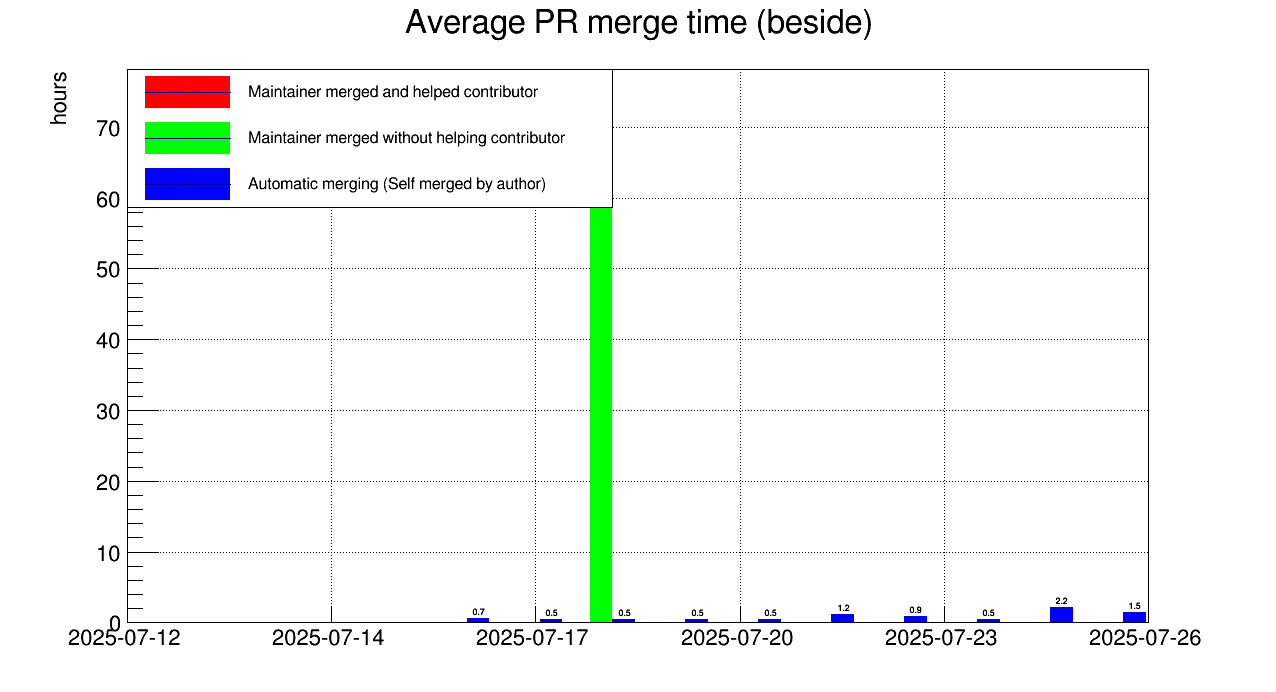 Average PR merge time (beside)
hours
Maintainer merged and helped contributor
Maintainer merged without helping contributor
Automatic merging (Self merged by author)
70
60
50
40
30
20
10
0
0.7 0.5 0.5 0.5 0.5 1.2 0.9 0.5 2.2 1.5
2025-07-12 2025-07-14 2025-07-17 2025-07-20 2025-07-23 2025-07-26